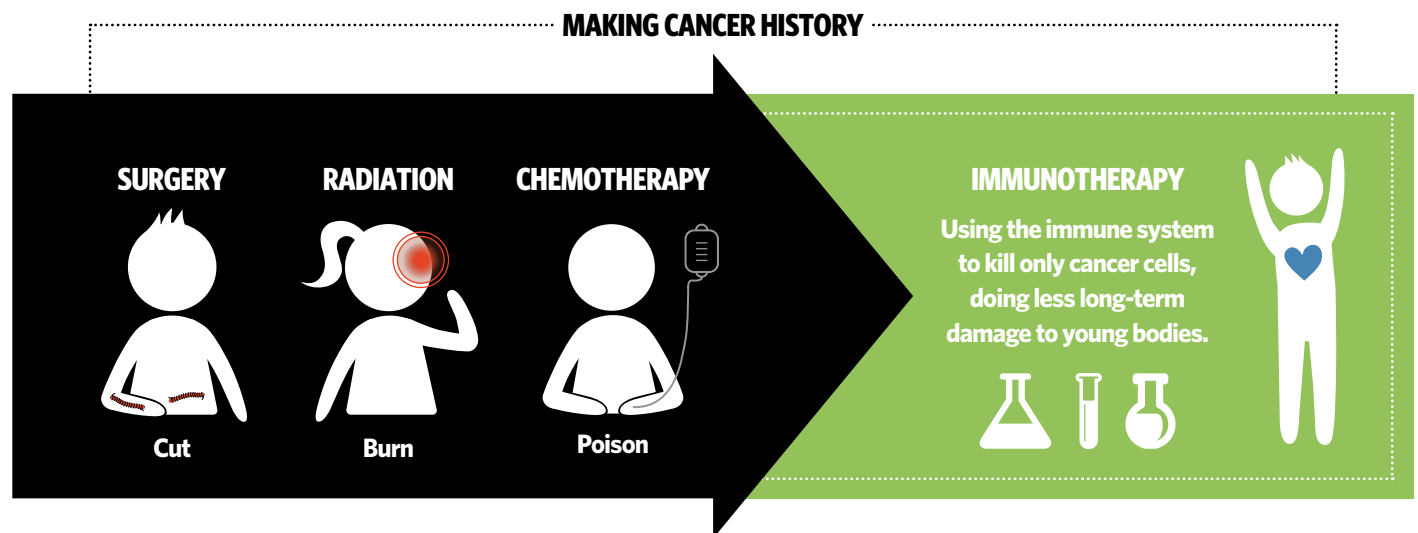 MAKING CANCER HISTORY
SURGERY
Cut
RADIATION
Burn
CHEMOTHERAPY
Poison
IMMUNOTHERAPY
Using the immune system
to kill only cancer cells,
doing less long-term
damage to young bodies.